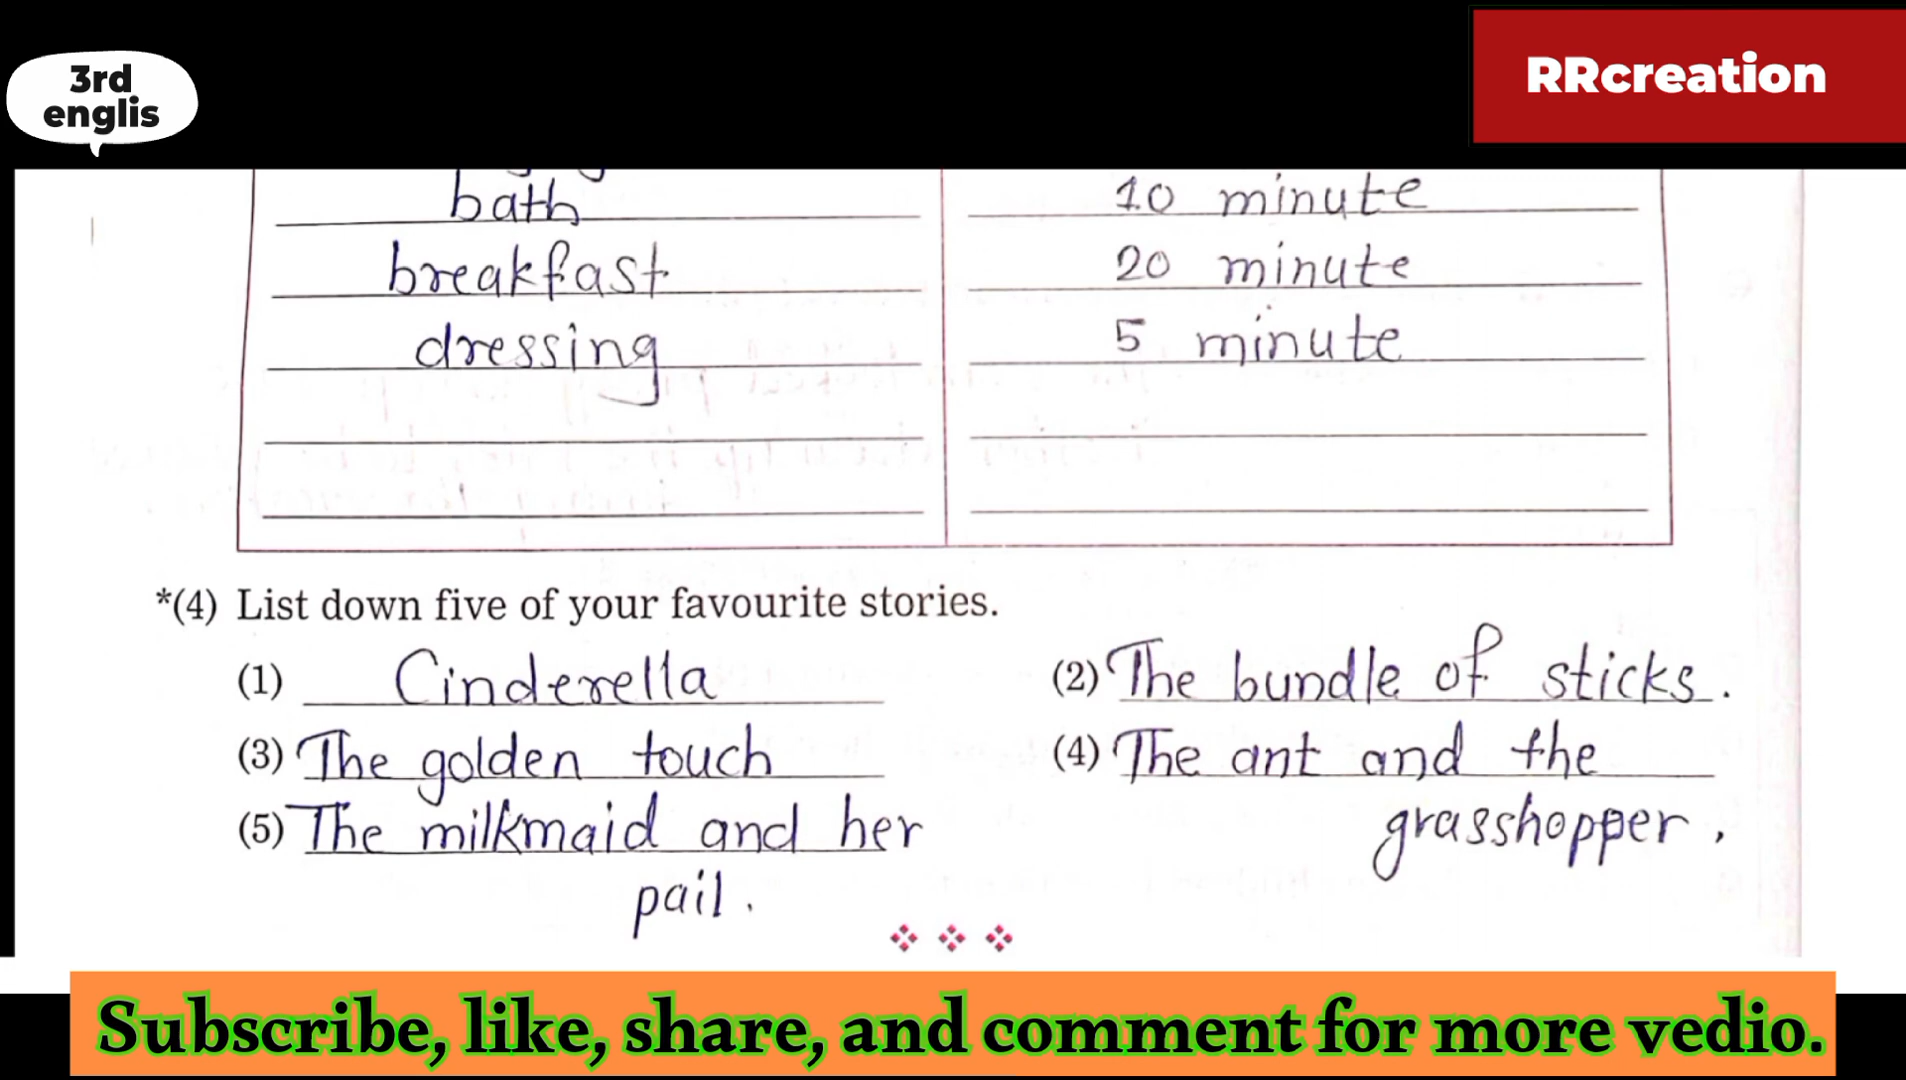 3rd
englis
RRcreation
bath 10 minute
breakfast 20 minute
dressing 5 minute
*(4) List down five of your favourite stories.
(1) Cinderella (2) The bundle of sticks.
(3) The golden touch (4) The ant and the
grasshopper.
(5) The milkmaid and her
pail.
Subscribe, like, share, and comment for more vedio.